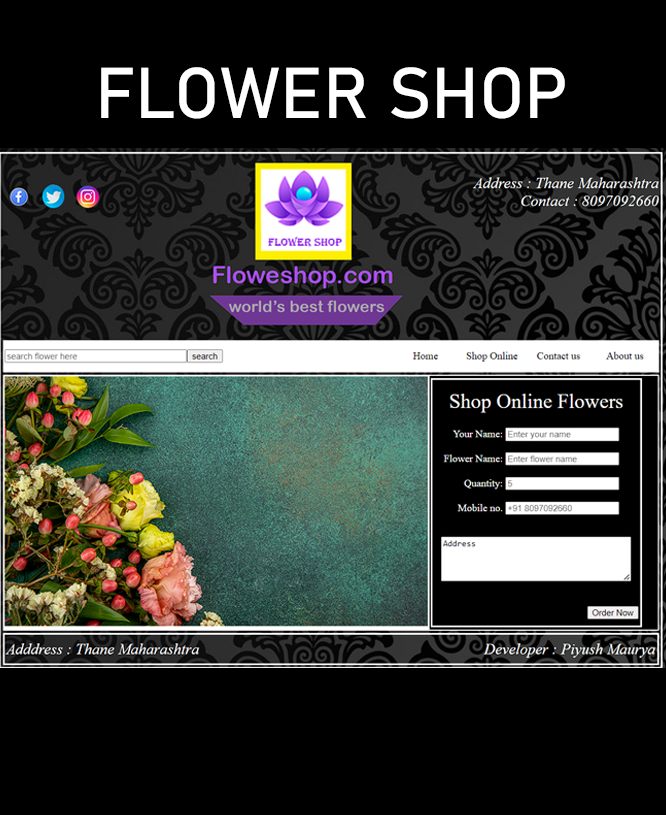 FLOWER SHOP
Address : Thane Maharashtra
Contact : 8097092660
FLOWER SHOP
Floweshop.com
world's best flowers
search flower here search Home Shop Online Contact us About us
Shop Online Flowers
Your Name: Enter your name
Flower Name: Enter flower name
Quantity: 5
Mobile no. +91 8097092660
Address
Order Now
Adddress : Thane Maharashtra Developer : Piyush Maurya